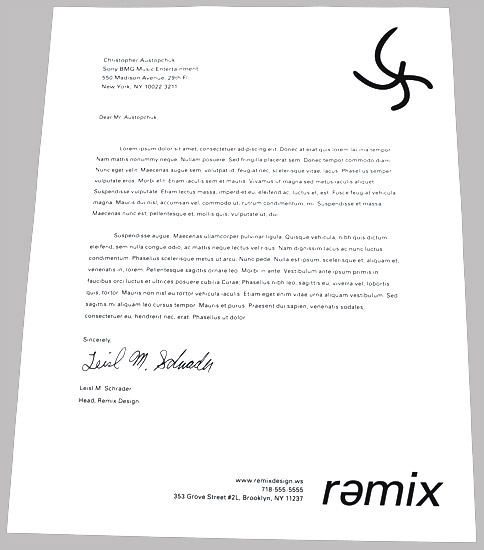 Christopher Austopchuk
Sony BMG Music Entertainment
550 Madison Avenue, 29th Fl.
New York, NY 10022 3211
Dear Mr. Austopchuk,
Lorem ipsum dolor sit amet, consectetuer adipiscing elit. Donec at erat quis lorem lacinia tempor.
Nam mattis nonummy neque. Nullam posuere. Sed fringilla placerat sem. Donec tempor commodo diam.
Nunc eget velit. Maecenas augue sem, volutpat id, feugiat nec, scelerisque vitae, lacus. Phasellus semper
vulputate eros. Morbi elit. Etiam iaculis sem et mauris. Vivamus ut magna sed metus iaculis aliquet.
Suspendisse vulputate. Etiam lectus massa, imperdiet eu, eleifend ac, luctus et, est. Fusce feugiat vehicula
magna. Mauris dui nisl, accumsan vel, commodo ut, rutrum condimentum, mi. Suspendisse et massa.
Maecenas nunc est, pellentesque et, mollis quis, vulputate ut, dui.
Suspendisse augue. Maecenas ullamcorper pulvinar ligula. Quisque vehicula, nibh quis dictum
eleifend, sem nulla congue odio, ac mattis neque lectus vel risus. Nam dignissim lacus ac nunc luctus
condimentum. Phasellus scelerisque metus ut arcu. Nunc pede. Nulla est ipsum, scelerisque et, aliquam et,
venenatis in, lorem. Pellentesque sagittis ornare leo. Morbi in ante. Vestibulum ante ipsum primis in
faucibus orci luctus et ultrices posuere cubilia Curae; Phasellus nibh leo, sagittis eu, viverra vel, lobortis
quis, tortor. Mauris non nisl eu tortor vehicula iaculis. Etiam eget enim vitae urna aliquam vestibulum. Sed
sagittis mi aliquam leo cursus tempor. Mauris et purus. Praesent dui sapien, venenatis sodales,
consectetuer eu, hendrerit nec, erat. Phasellus ut dolor.
Sincerely,
Leisl M. Schrader
Leisl M. Schrader
Head, Remix Design
www.remixdesign.ws
718-555-5555
353 Grove Street #2L, Brooklyn, NY 11237
rəmix